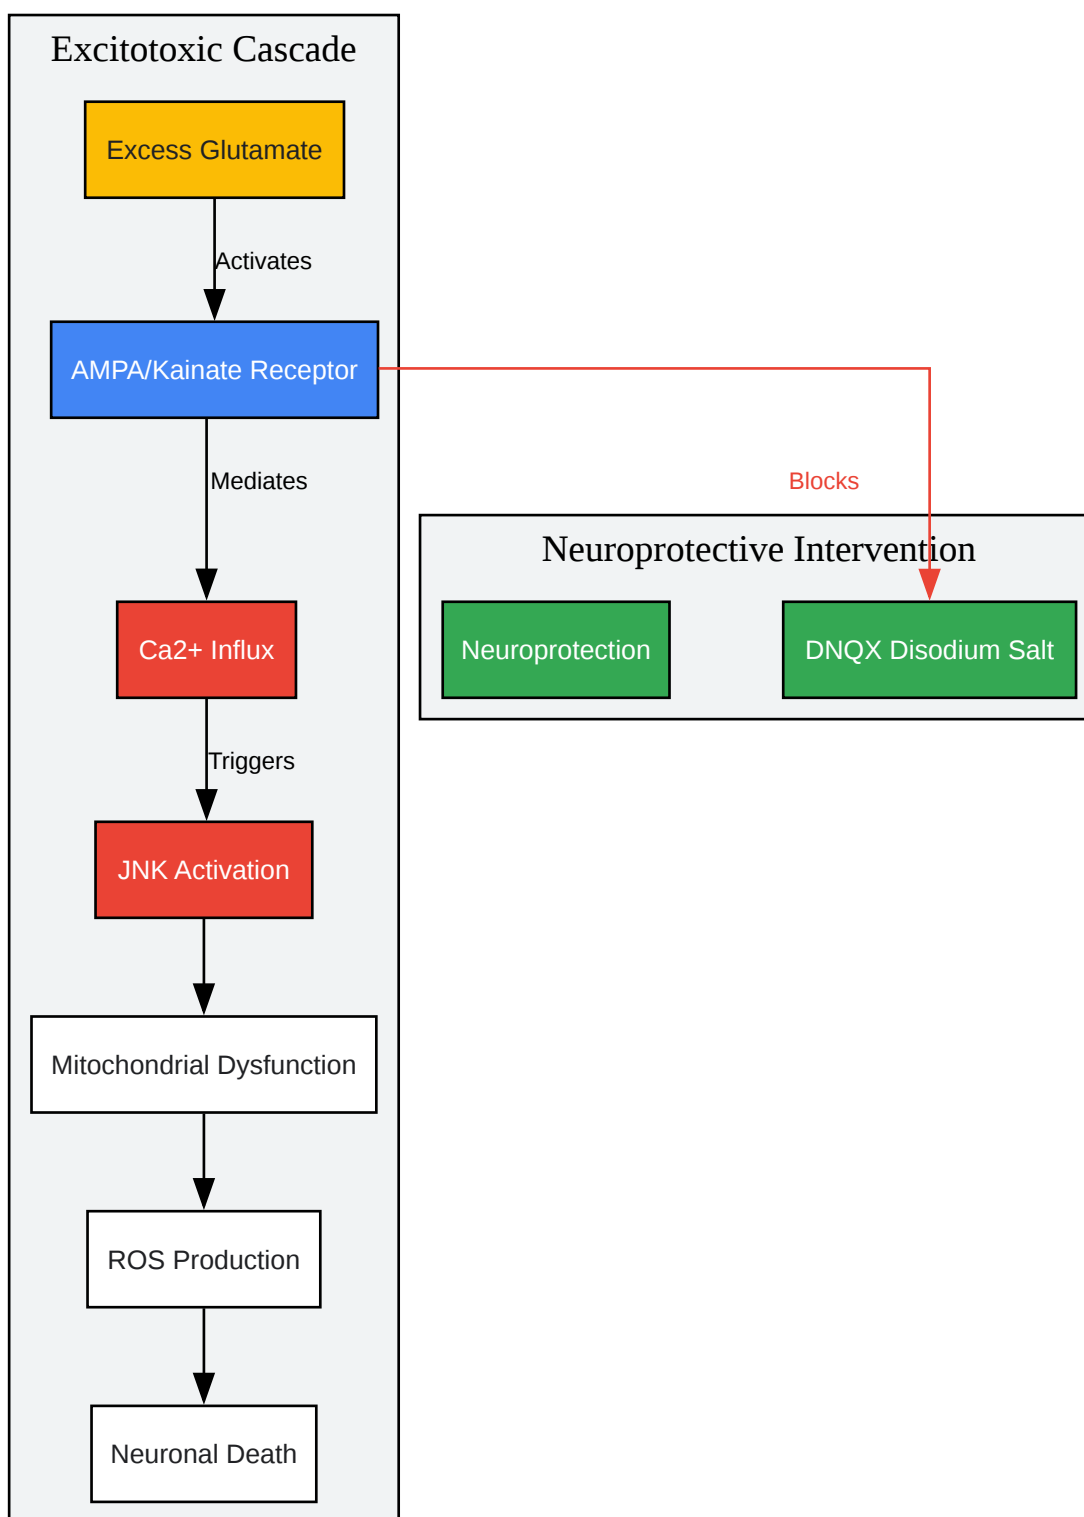 Excitotoxic Cascade
Excess Glutamate
Activates
AMPA/Kainate Receptor
Mediates
Blocks
Neuroprotective Intervention
Ca2+ Influx
Neuroprotection
DNQX Disodium Salt
Triggers
JNK Activation
Mitochondrial Dysfunction
ROS Production
Neuronal Death